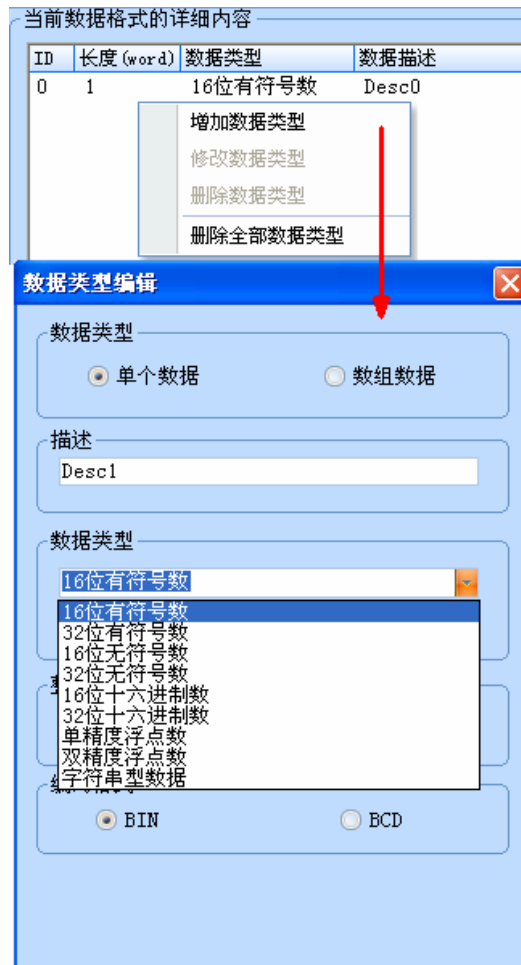 当前数据格式的详细内容
ID 长度(word) 数据类型 数据描述
0 1 16位有符号数 Desc0
增加数据类型
修改数据类型
删除数据类型
删除全部数据类型
数据类型编辑
数据类型
单个数据 数组数据
描述
Desc1
数据类型
16位有符号数
16位有符号数
32位有符号数
16位无符号数
32位无符号数
16位十六进制数
32位十六进制数
单精度浮点数
双精度浮点数
字符串型数据
BIN BCD